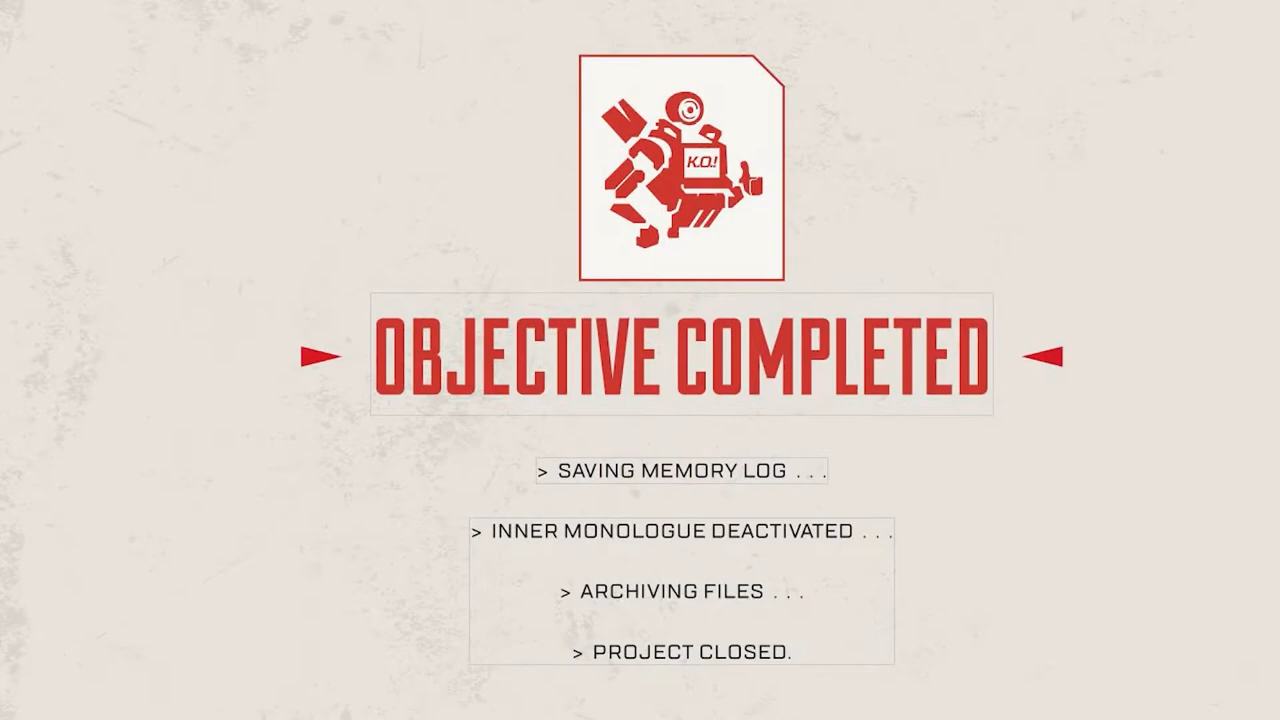 K.O.!
OBJECTIVE COMPLETED
> SAVING MEMORY LOG . . .
> INNER MONOLOGUE DEACTIVATED . . .
> ARCHIVING FILES . . .
> PROJECT CLOSED.